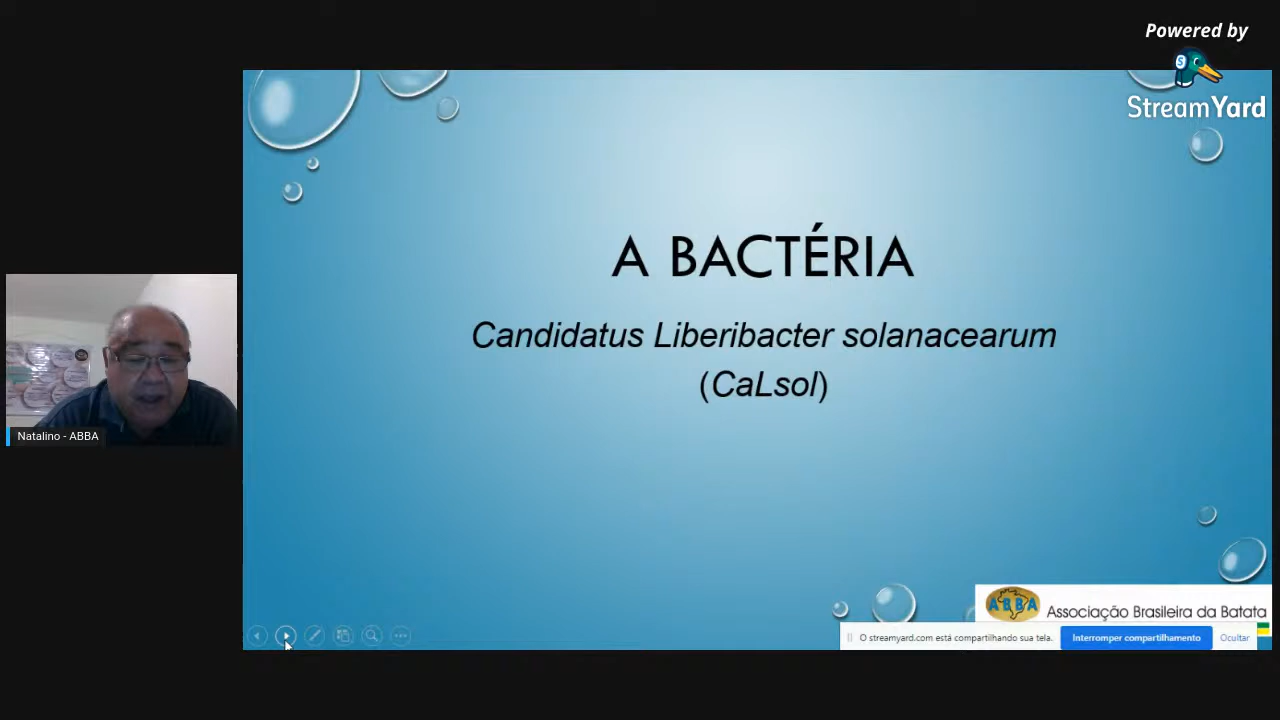 Powered by
StreamYard
A BACTÉRIA
Candidatus Liberibacter solanacearum
(CaLsol)
Natalino - ABBA
ABBA
Associação Brasileira da Batata
O streamyard.com está compartilhando sua tela.
Interromper compartilhamento
Ocultar